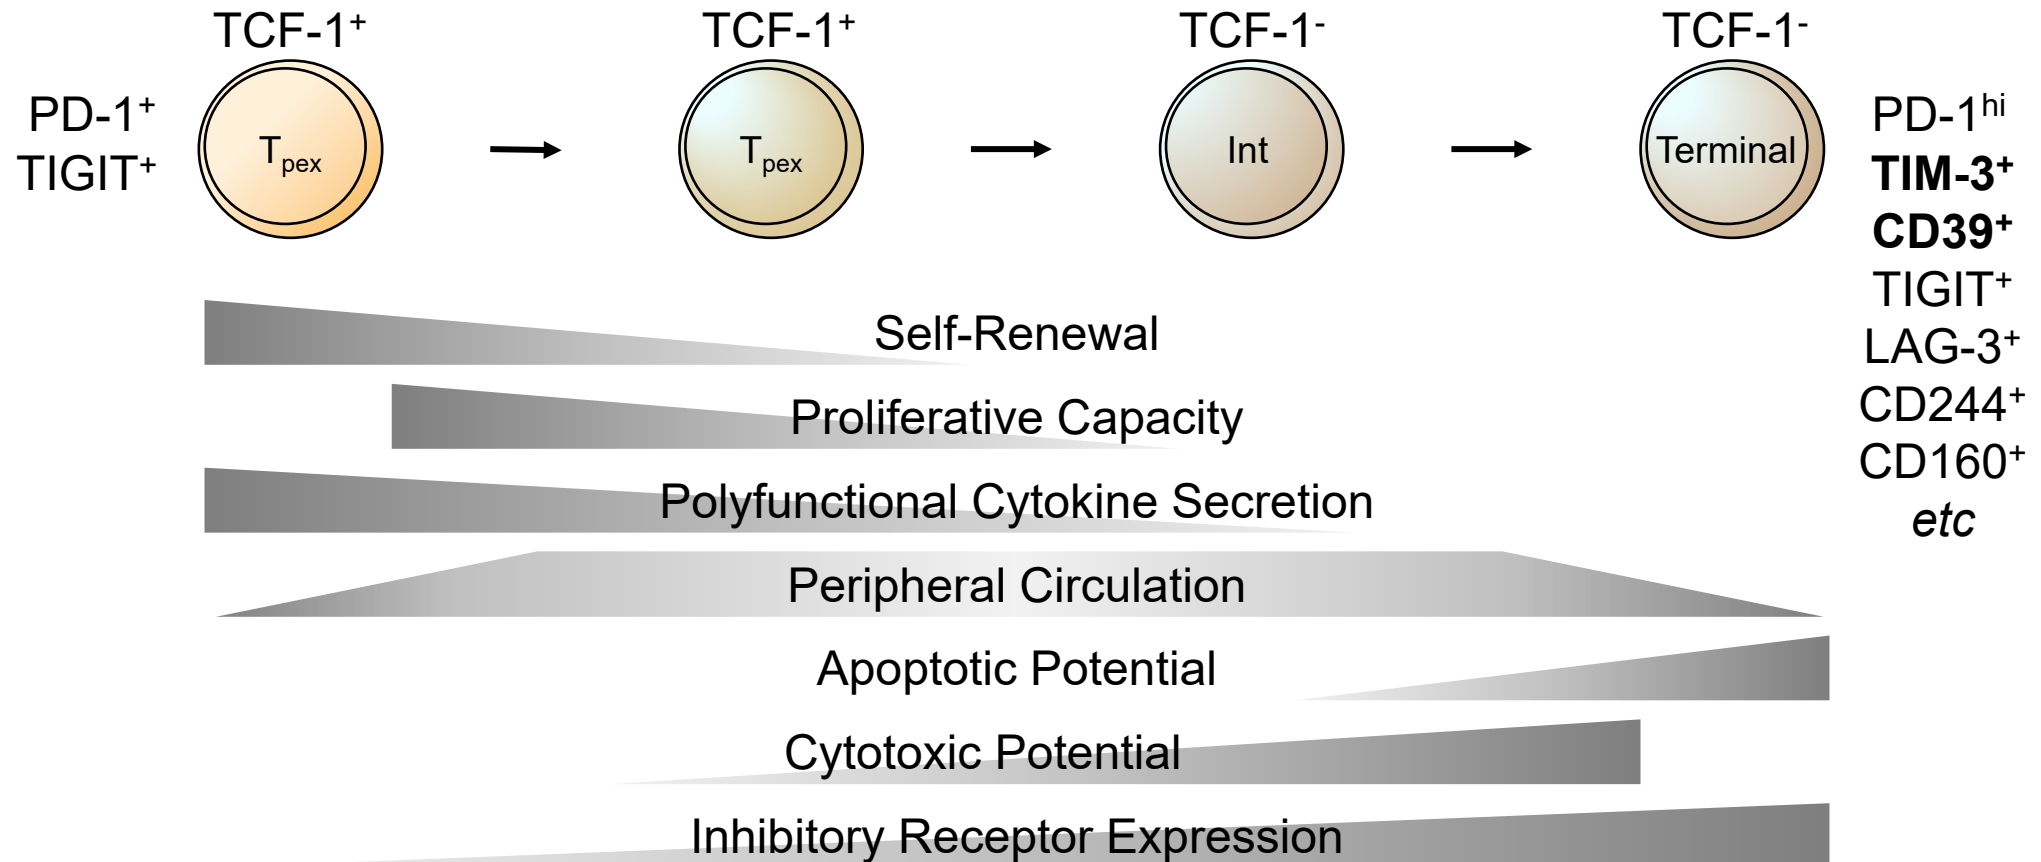 TCF-1⁺ TCF-1⁺ TCF-1⁻ TCF-1⁻
PD-1⁺
TIGIT⁺
Tpex
Tpex
Int
Terminal
PD-1ʰⁱ
TIM-3⁺
CD39⁺
TIGIT⁺
LAG-3⁺
CD244⁺
CD160⁺
etc
Self-Renewal
Proliferative Capacity
Polyfunctional Cytokine Secretion
Peripheral Circulation
Apoptotic Potential
Cytotoxic Potential
Inhibitory Receptor Expression